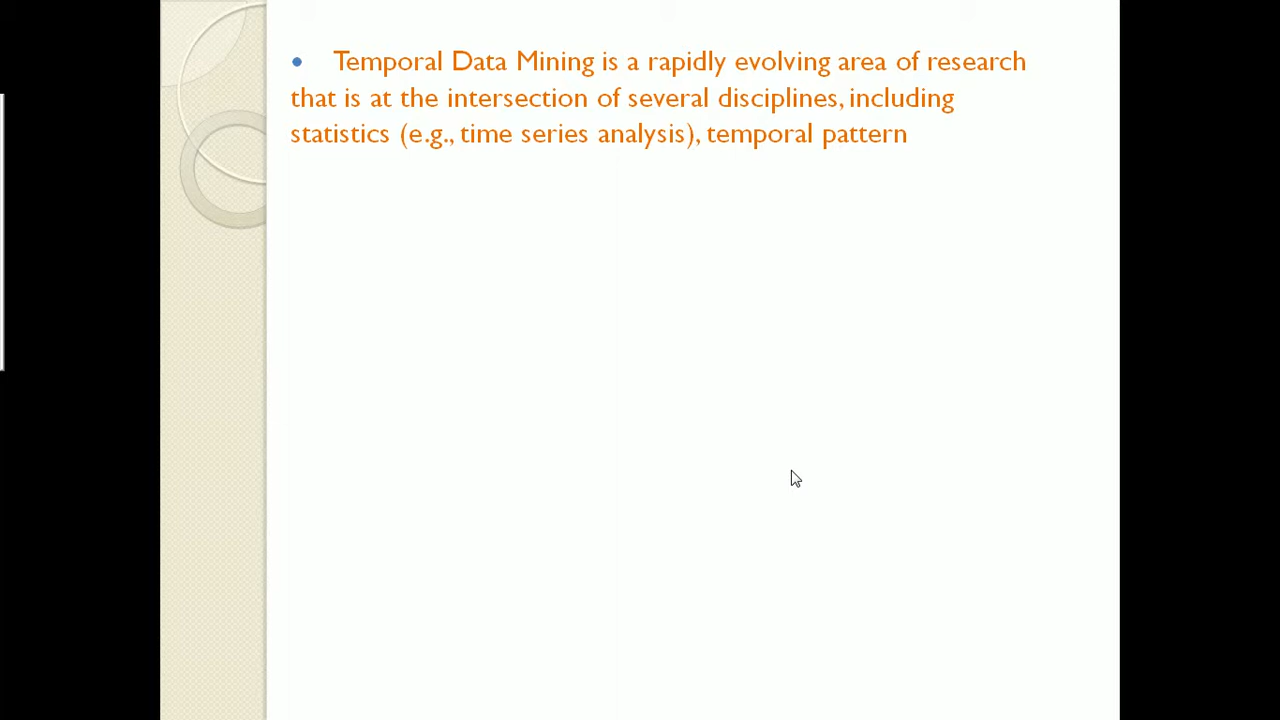 • Temporal Data Mining is a rapidly evolving area of research
that is at the intersection of several disciplines, including
statistics (e.g., time series analysis), temporal pattern